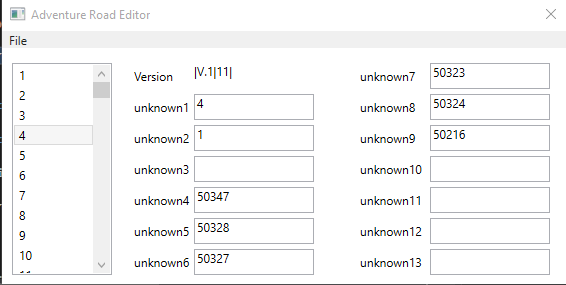 Adventure Road Editor
File
1
2
3
4
5
6
7
8
9
10
Version |V.1|11|
unknown1 4
unknown2 1
unknown3
unknown4 50347
unknown5 50328
unknown6 50327
unknown7 50323
unknown8 50324
unknown9 50216
unknown10
unknown11
unknown12
unknown13